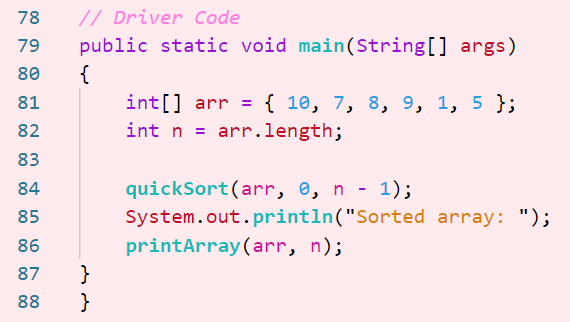 78 // Driver Code
79 public static void main(String[] args)
80 {
81     int[] arr = { 10, 7, 8, 9, 1, 5 };
82     int n = arr.length;
83
84     quickSort(arr, 0, n - 1);
85     System.out.println("Sorted array: ");
86     printArray(arr, n);
87 }
88 }